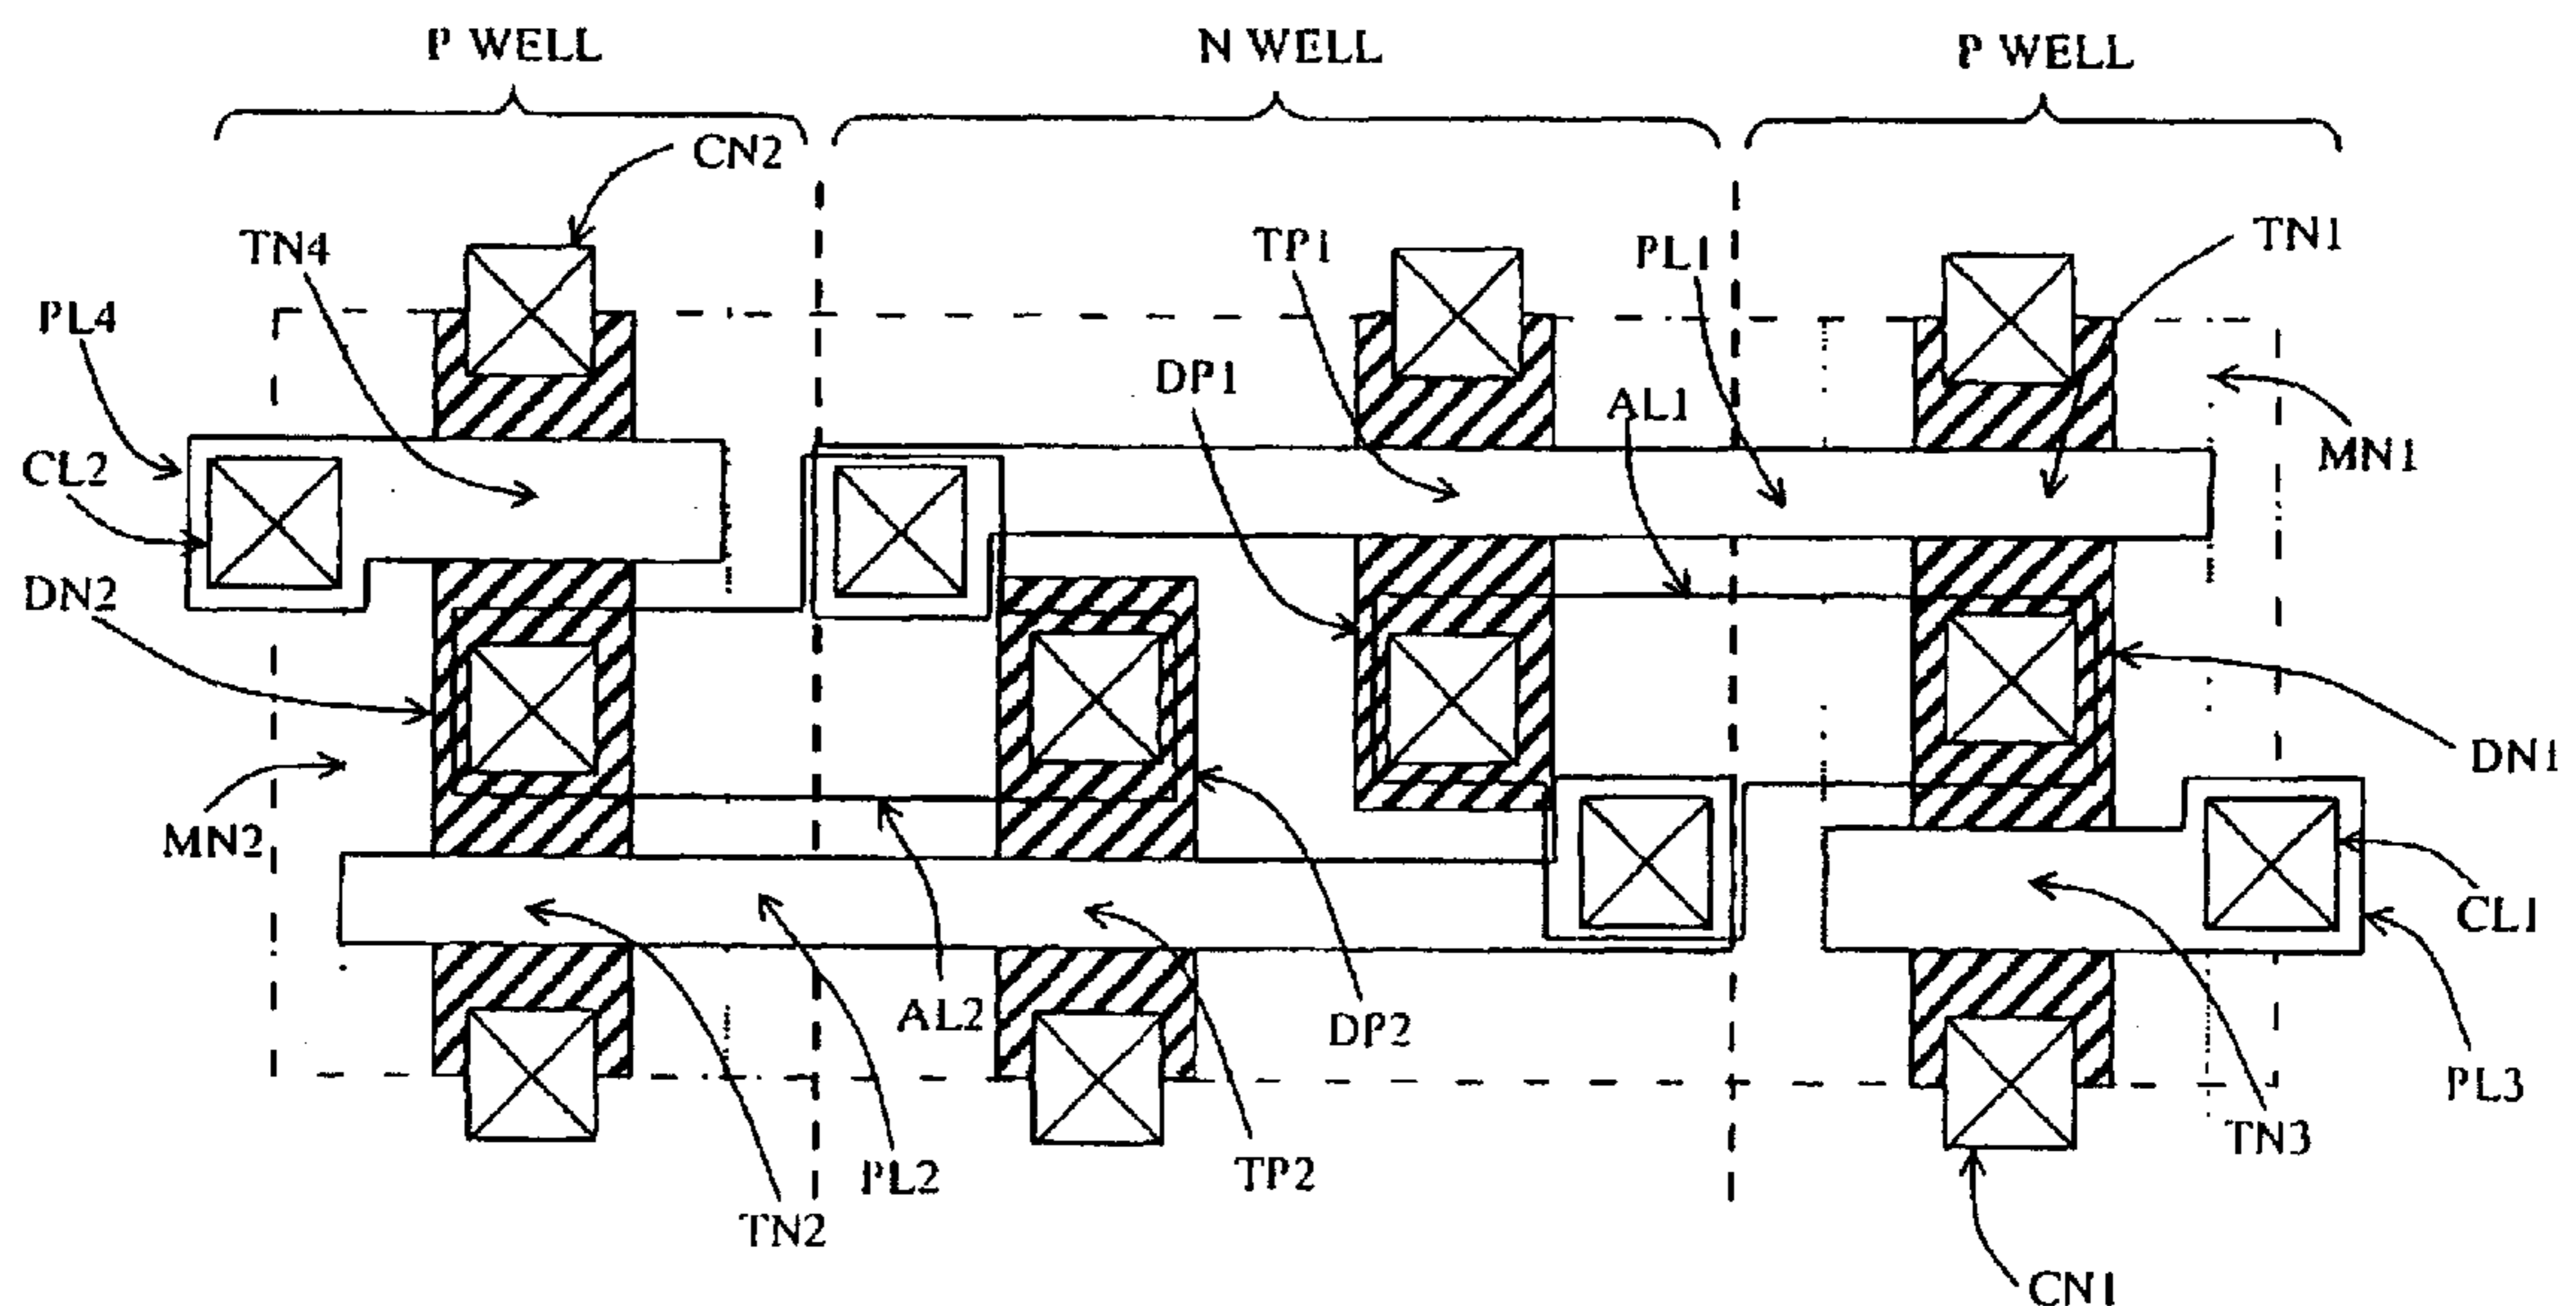 P WELL
N WELL
P WELL
CN2
TN4
TP1
PL1
TN1
PL4
DP1
AL1
MN1
CL2
DN2
DN1
MN2
CL1
AL2
DP2
PL3
PL2
TP2
TN3
TN2
CN1